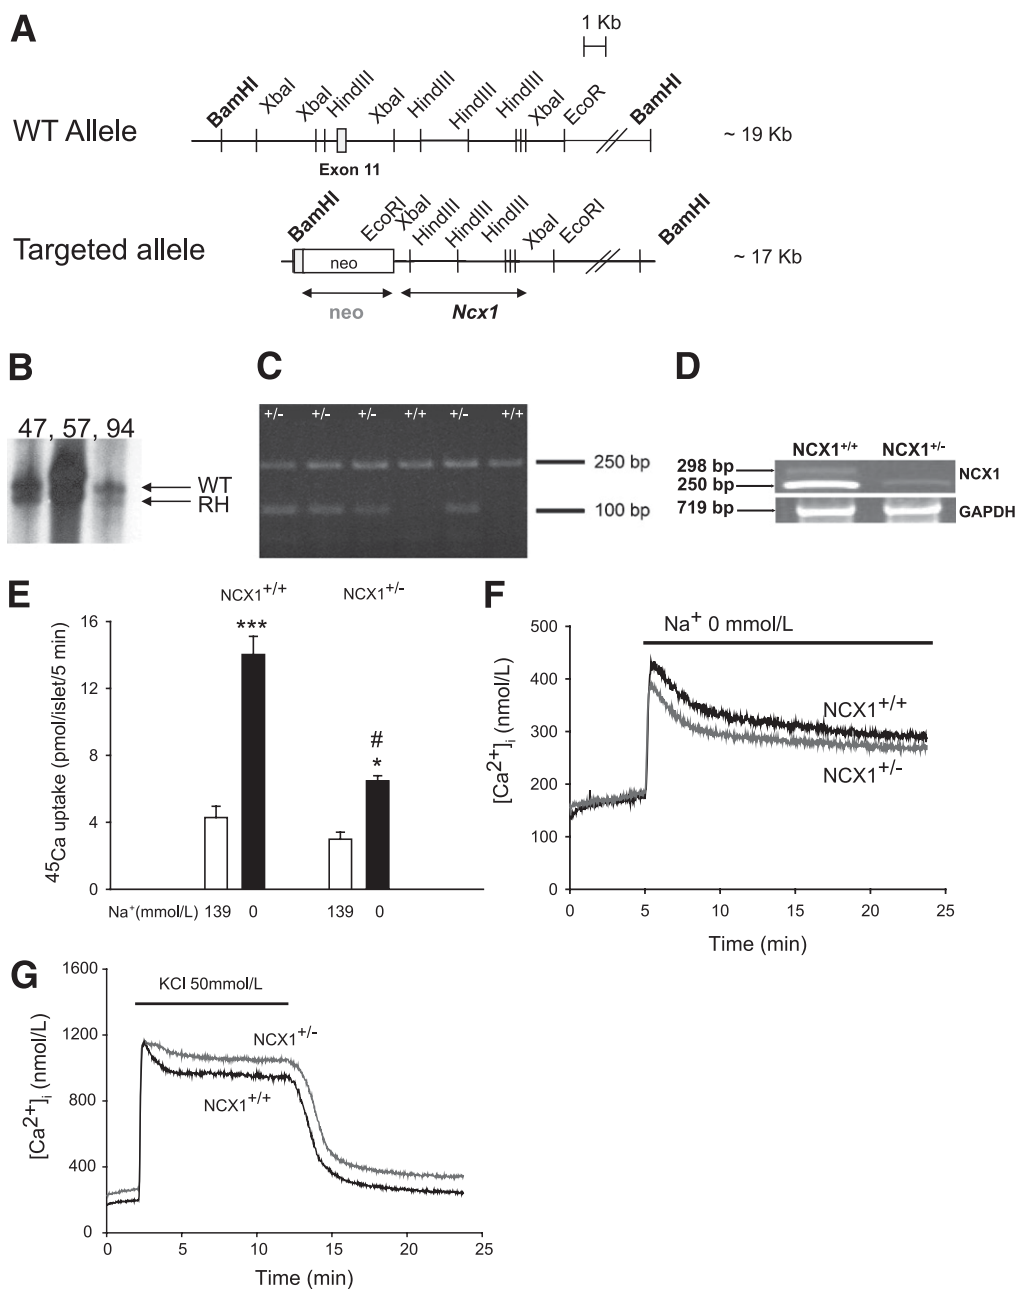 A
1 Kb
BamHI XbaI XbaI HindIII XbaI HindIII HindIII HindIII XbaI EcoR BamHI
WT Allele
~ 19 Kb
Exon 11
BamHI EcoRI XbaI HindIII HindIII HindIII XbaI EcoRI BamHI
Targeted allele
neo
~ 17 Kb
neo Ncx1
B
47, 57, 94
WT
RH
C
+/- +/- +/- +/+ +/- +/+
250 bp
100 bp
D
NCX1+/+ NCX1+/-
298 bp
250 bp
NCX1
719 bp
GAPDH
E
NCX1+/+ NCX1+/-
45Ca uptake (pmol/islet/5 min)
16
12
8
4
0
***
#
*
Na+(mmol/L) 139 0 139 0
F
Na+ 0 mmol/L
[Ca2+]i (nmol/L)
500
400
300
200
100
0
NCX1+/+
NCX1+/-
0 5 10 15 20 25
Time (min)
G
KCl 50mmol/L
[Ca2+]i (nmol/L)
1600
1200
800
400
0
NCX1+/-
NCX1+/+
0 5 10 15 20 25
Time (min)